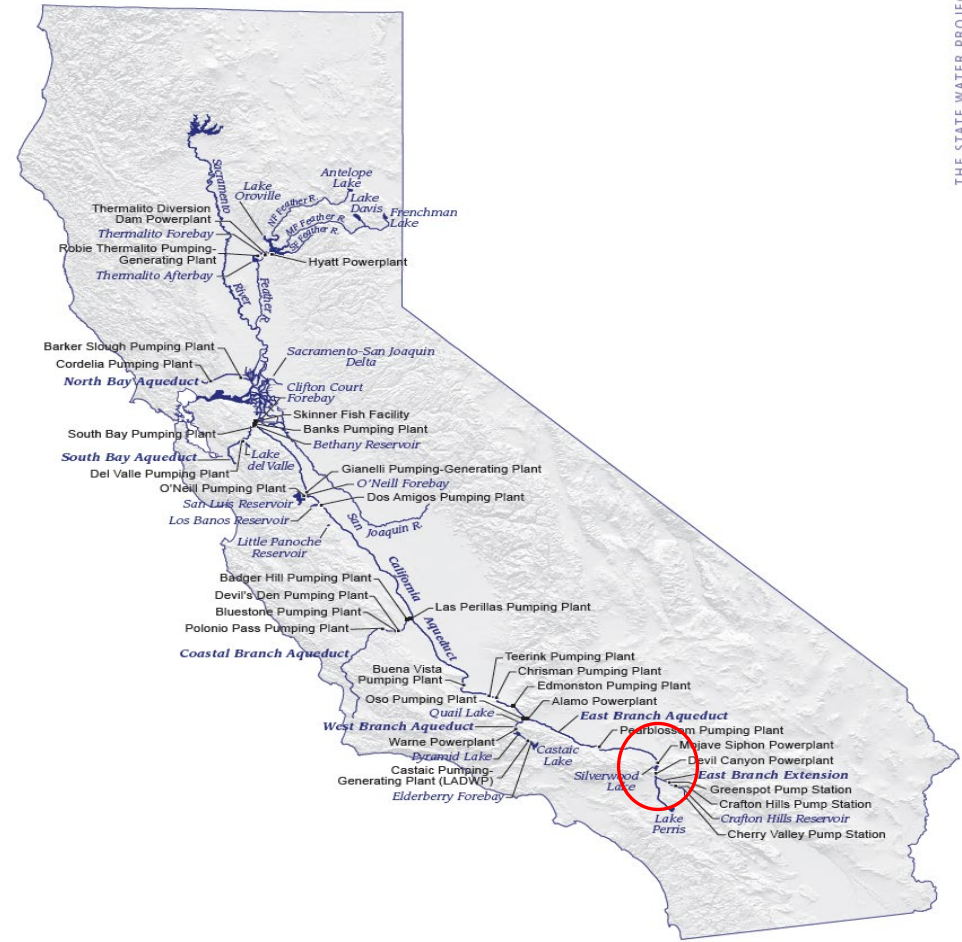 THE STATE WATER PROJEC
Sacramento
River
Lake
Oroville
Antelope
Lake
NF Feather R.
Lake
Davis
MF Feather R.
Frenchman
Lake
SF Feather R.
Thermalito Diversion
Dam Powerplant
Thermalito Forebay
Robie Thermalito Pumping-
Generating Plant
Hyatt Powerplant
Thermalito Afterbay
Feather R.
Barker Slough Pumping Plant
Cordelia Pumping Plant
North Bay Aqueduct
Sacramento-San Joaquin
Delta
Clifton Court
Forebay
Skinner Fish Facility
South Bay Pumping Plant
Banks Pumping Plant
Bethany Reservoir
South Bay Aqueduct
Lake
del Valle
Del Valle Pumping Plant
Gianelli Pumping-Generating Plant
O'Neill Pumping Plant
O'Neill Forebay
San Luis Reservoir
Dos Amigos Pumping Plant
Los Banos Reservoir
San
Joaquin R.
Little Panoche
Reservoir
California
Aqueduct
Badger Hill Pumping Plant
Devil's Den Pumping Plant
Las Perillas Pumping Plant
Bluestone Pumping Plant
Polonio Pass Pumping Plant
Coastal Branch Aqueduct
Teerink Pumping Plant
Buena Vista
Pumping Plant
Chrisman Pumping Plant
Edmonston Pumping Plant
Oso Pumping Plant
Alamo Powerplant
Quail Lake
East Branch Aqueduct
West Branch Aqueduct
Pearblossom Pumping Plant
Warne Powerplant
Mojave Siphon Powerplant
Pyramid Lake
Castaic
Lake
Devil Canyon Powerplant
Castaic Pumping-
Generating Plant (LADWP)
Silverwood
Lake
East Branch Extension
Elderberry Forebay
Greenspot Pump Station
Crafton Hills Pump Station
Crafton Hills Reservoir
Lake
Perris
Cherry Valley Pump Station